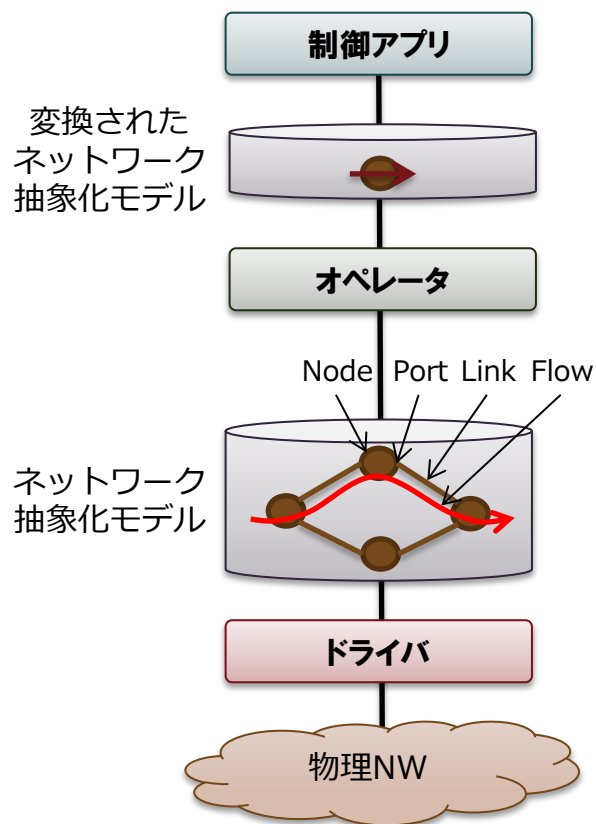 制御アプリ
変換された
ネットワーク
抽象化モデル
オペレータ
Node Port Link Flow
ネットワーク
抽象化モデル
ドライバ
物理NW